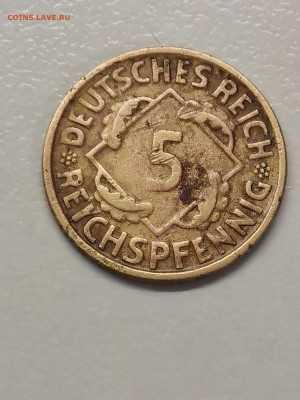 COINS.LAVE.RU
DEUTSCHES REICH
5
REICHSPFENNIG